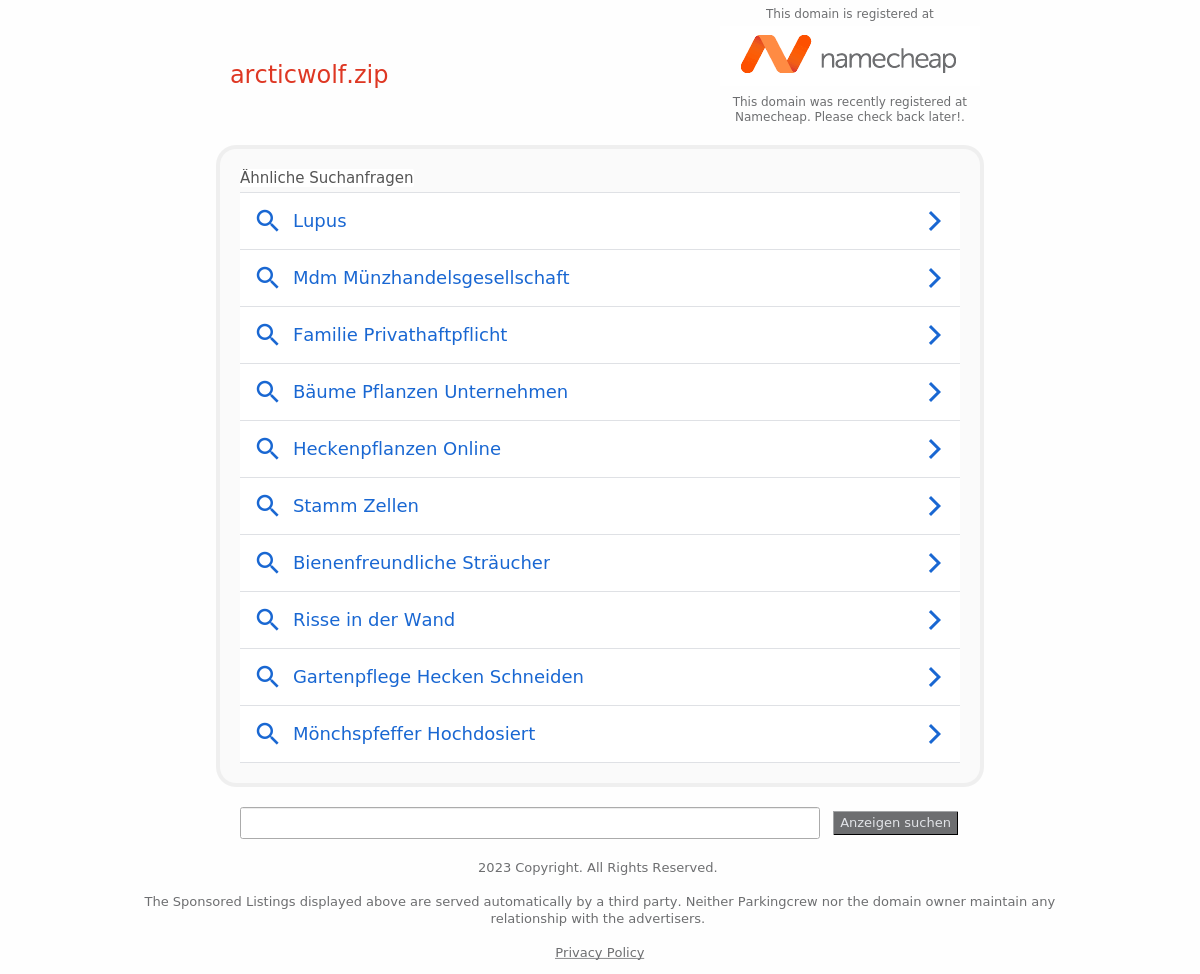 This domain is registered at
namecheap
arcticwolf.zip
This domain was recently registered at
Namecheap. Please check back later!.
Ähnliche Suchanfragen
Lupus
Mdm Münzhandelsgesellschaft
Familie Privathaftpflicht
Bäume Pflanzen Unternehmen
Heckenpflanzen Online
Stamm Zellen
Bienenfreundliche Sträucher
Risse in der Wand
Gartenpflege Hecken Schneiden
Mönchspfeffer Hochdosiert
Anzeigen suchen
2023 Copyright. All Rights Reserved.
The Sponsored Listings displayed above are served automatically by a third party. Neither Parkingcrew nor the domain owner maintain any
relationship with the advertisers.
Privacy Policy